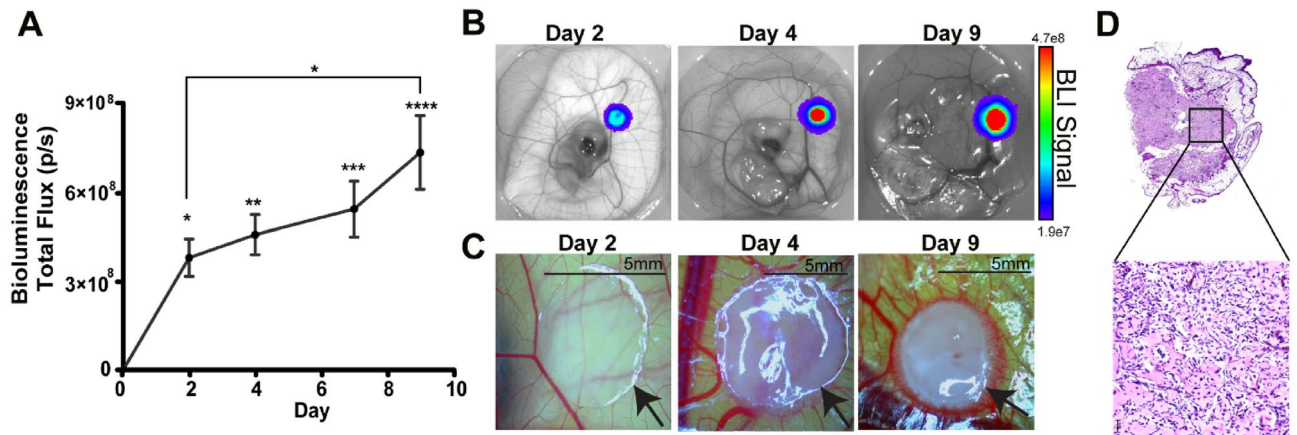 A
Bioluminescence
Total Flux (p/s)
9×10⁸
6×10⁸
3×10⁸
0
*
*
**
***
****
0 2 4 6 8 10
Day
B
Day 2 Day 4 Day 9
4.7e8
BLI Signal
1.9e7
C
Day 2 Day 4 Day 9
5mm 5mm 5mm
D